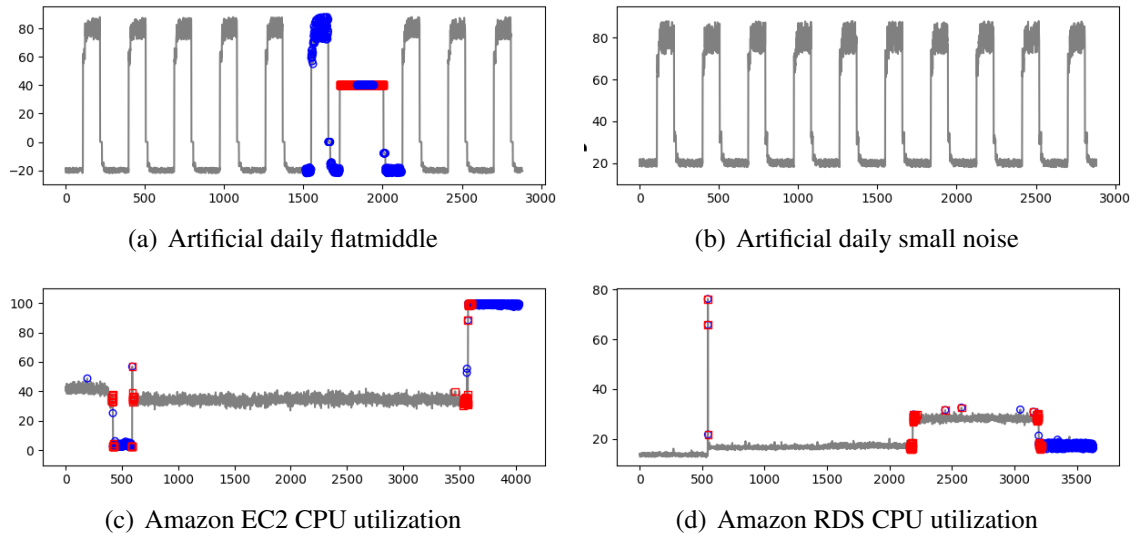 80
60
40
20
0
−20
0 500 1000 1500 2000 2500 3000
(a) Artificial daily flatmiddle
80
60
40
20
0 500 1000 1500 2000 2500 3000
(b) Artificial daily small noise
100
80
60
40
20
0
0 500 1000 1500 2000 2500 3000 3500 4000
(c) Amazon EC2 CPU utilization
80
60
40
20
0 500 1000 1500 2000 2500 3000 3500
(d) Amazon RDS CPU utilization